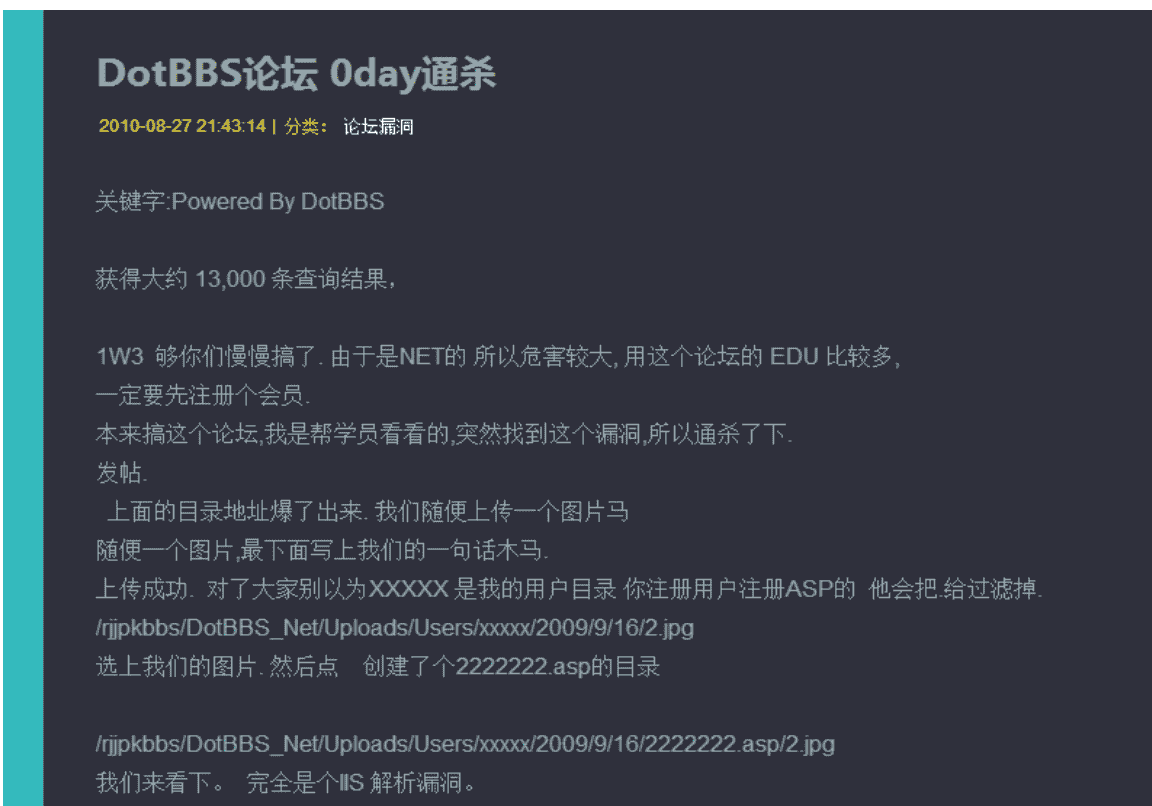 DotBBS论坛 0day通杀
2010-08-27 21:43:14 | 分类： 论坛漏洞
关键字:Powered By DotBBS
获得大约 13,000 条查询结果，
1W3 够你们慢慢搞了. 由于是NET的 所以危害较大, 用这个论坛的 EDU 比较多,
一定要先注册个会员.
本来搞这个论坛,我是帮学员看看的,突然找到这个漏洞,所以通杀了下.
发帖.
上面的目录地址爆了出来. 我们随便上传一个图片马
随便一个图片,最下面写上我们的一句话木马.
上传成功. 对了大家别以为XXXXX 是我的用户目录 你注册用户注册ASP的 他会把.给过滤掉.
/rjjpkbbs/DotBBS_Net/Uploads/Users/xxxxx/2009/9/16/2.jpg
选上我们的图片. 然后点 创建了个2222222.asp的目录
/rjjpkbbs/DotBBS_Net/Uploads/Users/xxxxx/2009/9/16/2222222.asp/2.jpg
我们来看下。 完全是个IIS 解析漏洞。